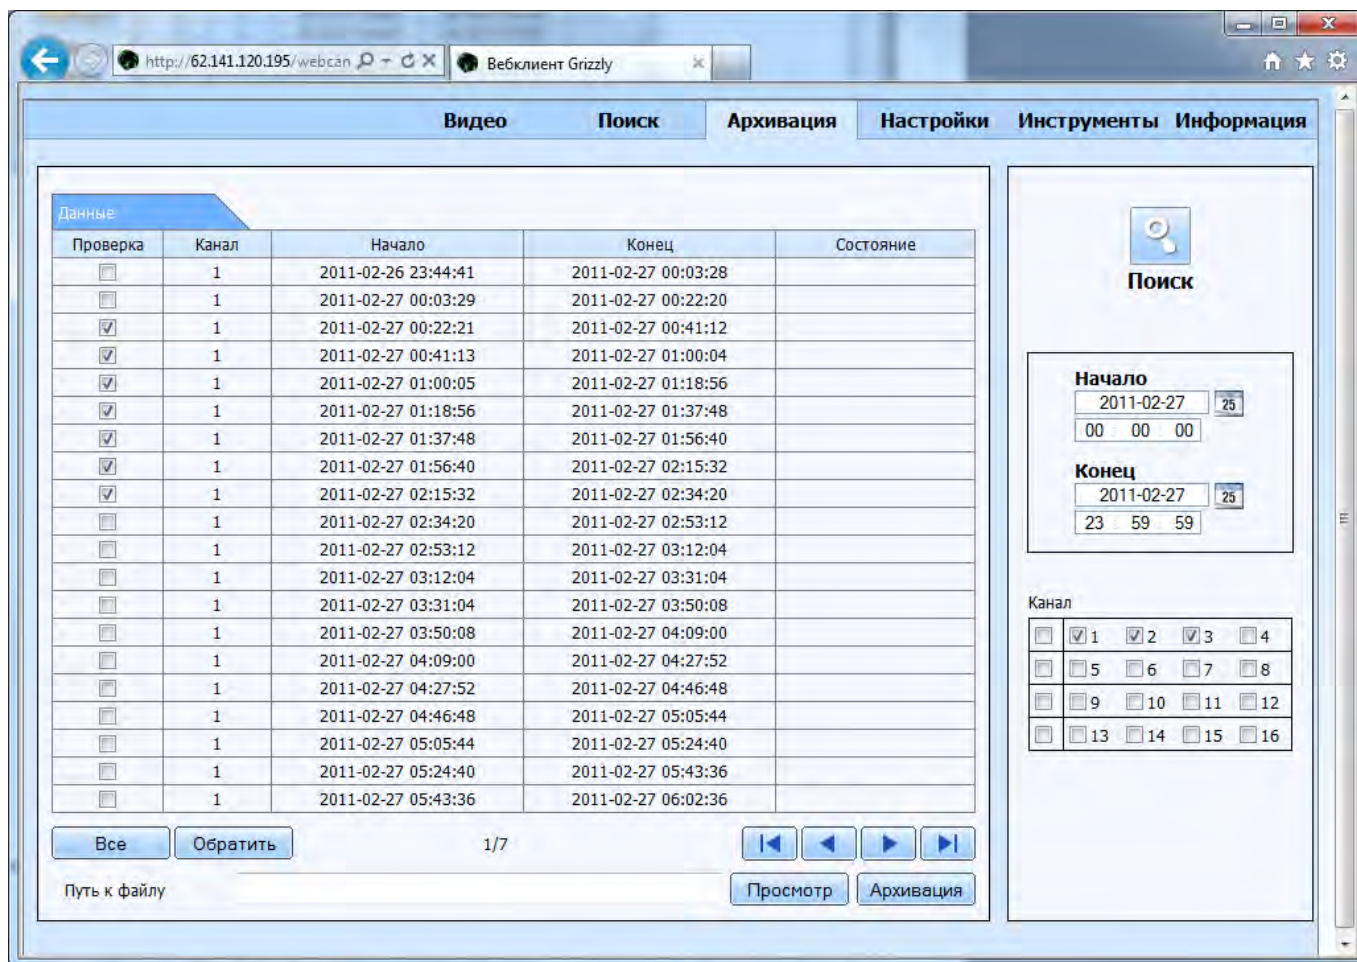 http://62.141.120.195/webcan
Вебклиент Grizzly
Видео Поиск Архивация Настройки Инструменты Информация
Данные
Проверка Канал Начало Конец Состояние
1 2011-02-26 23:44:41 2011-02-27 00:03:28
1 2011-02-27 00:03:29 2011-02-27 00:22:20
1 2011-02-27 00:22:21 2011-02-27 00:41:12
1 2011-02-27 00:41:13 2011-02-27 01:00:04
1 2011-02-27 01:00:05 2011-02-27 01:18:56
1 2011-02-27 01:18:56 2011-02-27 01:37:48
1 2011-02-27 01:37:48 2011-02-27 01:56:40
1 2011-02-27 01:56:40 2011-02-27 02:15:32
1 2011-02-27 02:15:32 2011-02-27 02:34:20
1 2011-02-27 02:34:20 2011-02-27 02:53:12
1 2011-02-27 02:53:12 2011-02-27 03:12:04
1 2011-02-27 03:12:04 2011-02-27 03:31:04
1 2011-02-27 03:31:04 2011-02-27 03:50:08
1 2011-02-27 03:50:08 2011-02-27 04:09:00
1 2011-02-27 04:09:00 2011-02-27 04:27:52
1 2011-02-27 04:27:52 2011-02-27 04:46:48
1 2011-02-27 04:46:48 2011-02-27 05:05:44
1 2011-02-27 05:05:44 2011-02-27 05:24:40
1 2011-02-27 05:24:40 2011-02-27 05:43:36
1 2011-02-27 05:43:36 2011-02-27 06:02:36
Все Обратить 1/7
Путь к файлу Просмотр Архивация
Поиск
Начало
2011-02-27 25
00 00 00
Конец
2011-02-27 25
23 59 59
Канал
1 2 3 4
5 6 7 8
9 10 11 12
13 14 15 16